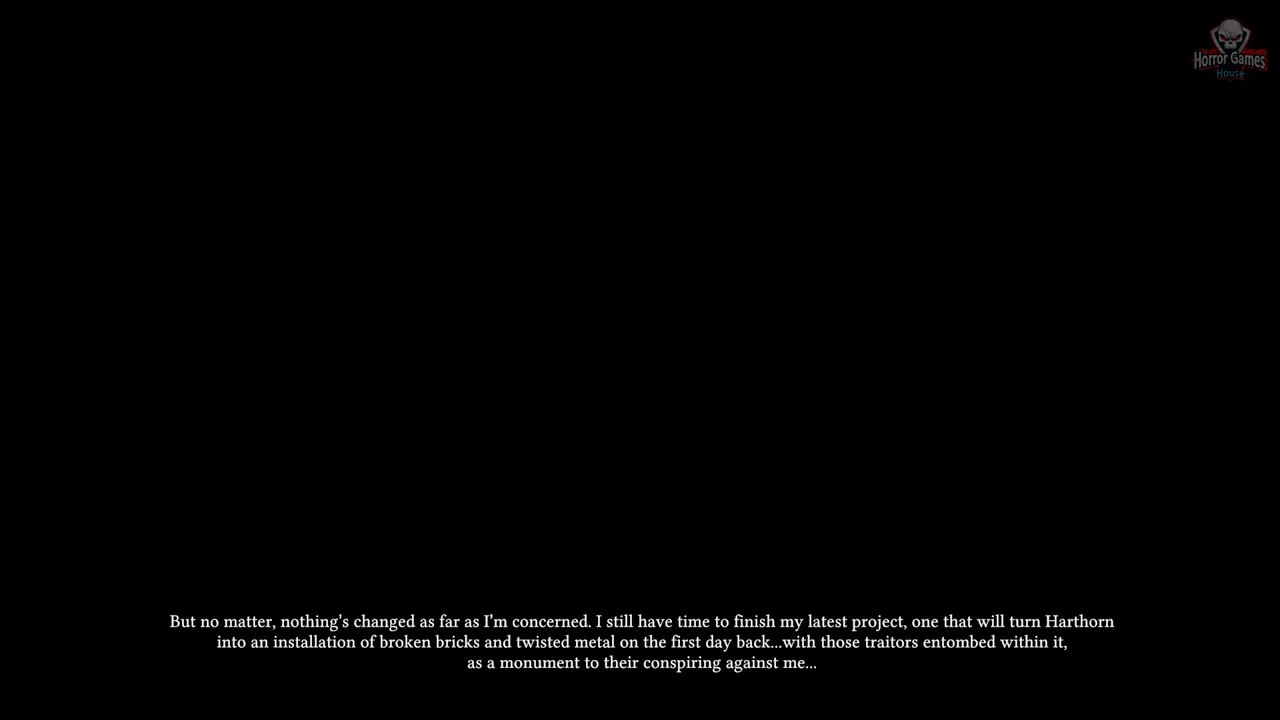 Horror Games
House
But no matter, nothing's changed as far as I'm concerned. I still have time to finish my latest project, one that will turn Harthorn
into an installation of broken bricks and twisted metal on the first day back...with those traitors entombed within it,
as a monument to their conspiring against me...